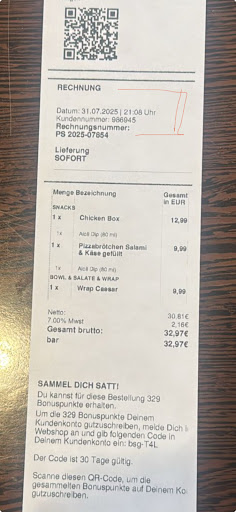 RECHNUNG
Datum: 31.07.2025 | 21:08 Uhr
Kundennummer: 986945
Rechnungsnummer:
PS 2025-07654
Lieferung
SOFORT
Menge Bezeichnung Gesamt in EUR
SNACKS
1 x Chicken Box 12,99
1x Aioli Dip (80 ml)
1 x Pizzabrötchen Salami & Käse gefüllt 9,99
1x Aioli Dip (80 ml)
BOWL & SALATE & WRAP
1 x Wrap Caesar 9,99
Netto: 30,81€
7.00% Mwst 2,16€
Gesamt brutto: 32,97€
bar 32,97€
SAMMEL DICH SATT!
Du kannst für diese Bestellung 329
Bonuspunkte erhalten.
Um die 329 Bonuspunkte Deinem
Kundenkonto gutzuschreiben, melde Dich i
Webshop an und gib folgenden Code in
Deinem Kundenkonto ein: bsg-T4L
Der Code ist 30 Tage gültig.
Scanne diesen QR-Code, um die
gesammelten Bonuspunkte auf Deinem Ko
gutzuschreiben.